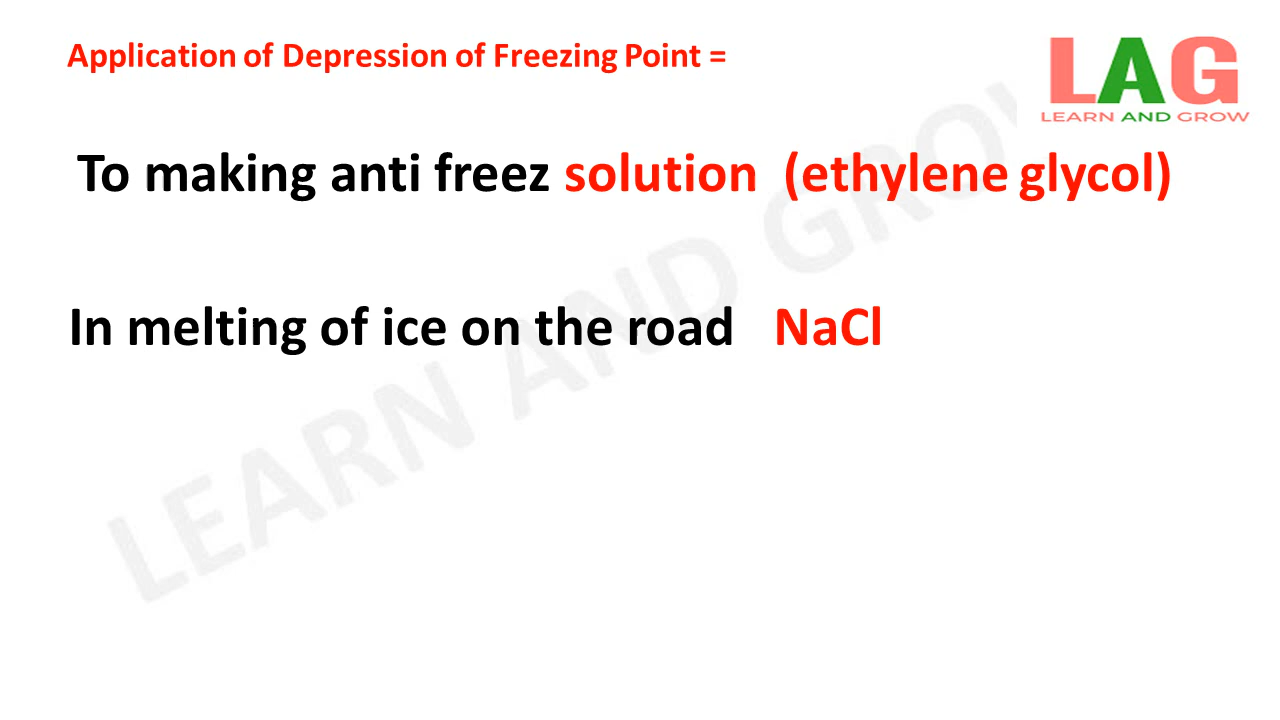 Application of Depression of Freezing Point =
LAG
LEARN AND GROW
To making anti freez solution (ethylene glycol)
In melting of ice on the road NaCl
LEARN AND GROW